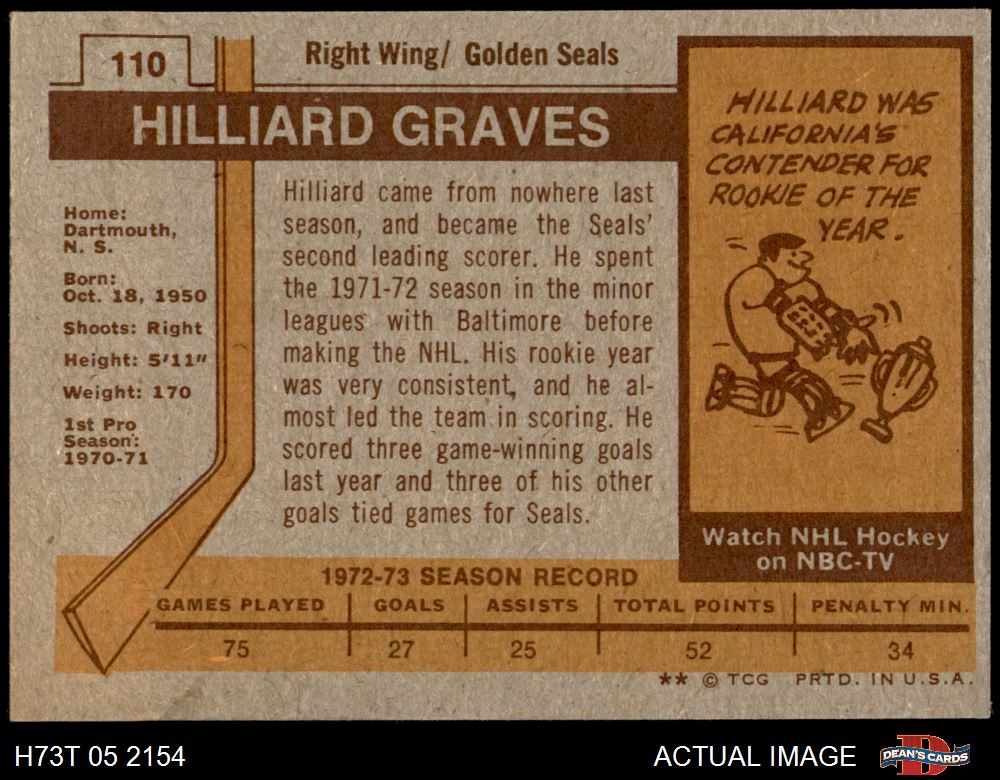 110
Right Wing/ Golden Seals
HILLIARD GRAVES
Home:
Dartmouth,
N. S.
Born:
Oct. 18, 1950
Shoots: Right
Height: 5'11"
Weight: 170
1st Pro
Season:
1970-71
Hilliard came from nowhere last
season, and became the Seals'
second leading scorer. He spent
the 1971-72 season in the minor
leagues with Baltimore before
making the NHL. His rookie year
was very consistent, and he al-
most led the team in scoring. He
scored three game-winning goals
last year and three of his other
goals tied games for Seals.
HILLIARD WAS
CALIFORNIA'S
CONTENDER FOR
ROOKIE OF THE
YEAR.
Watch NHL Hockey
on NBC-TV
1972-73 SEASON RECORD
GAMES PLAYED GOALS ASSISTS TOTAL POINTS PENALTY MIN.
75 27 25 52 34
** © TCG PRTD. IN U.S.A.
H73T 05 2154 ACTUAL IMAGE DEAN'S CARDS